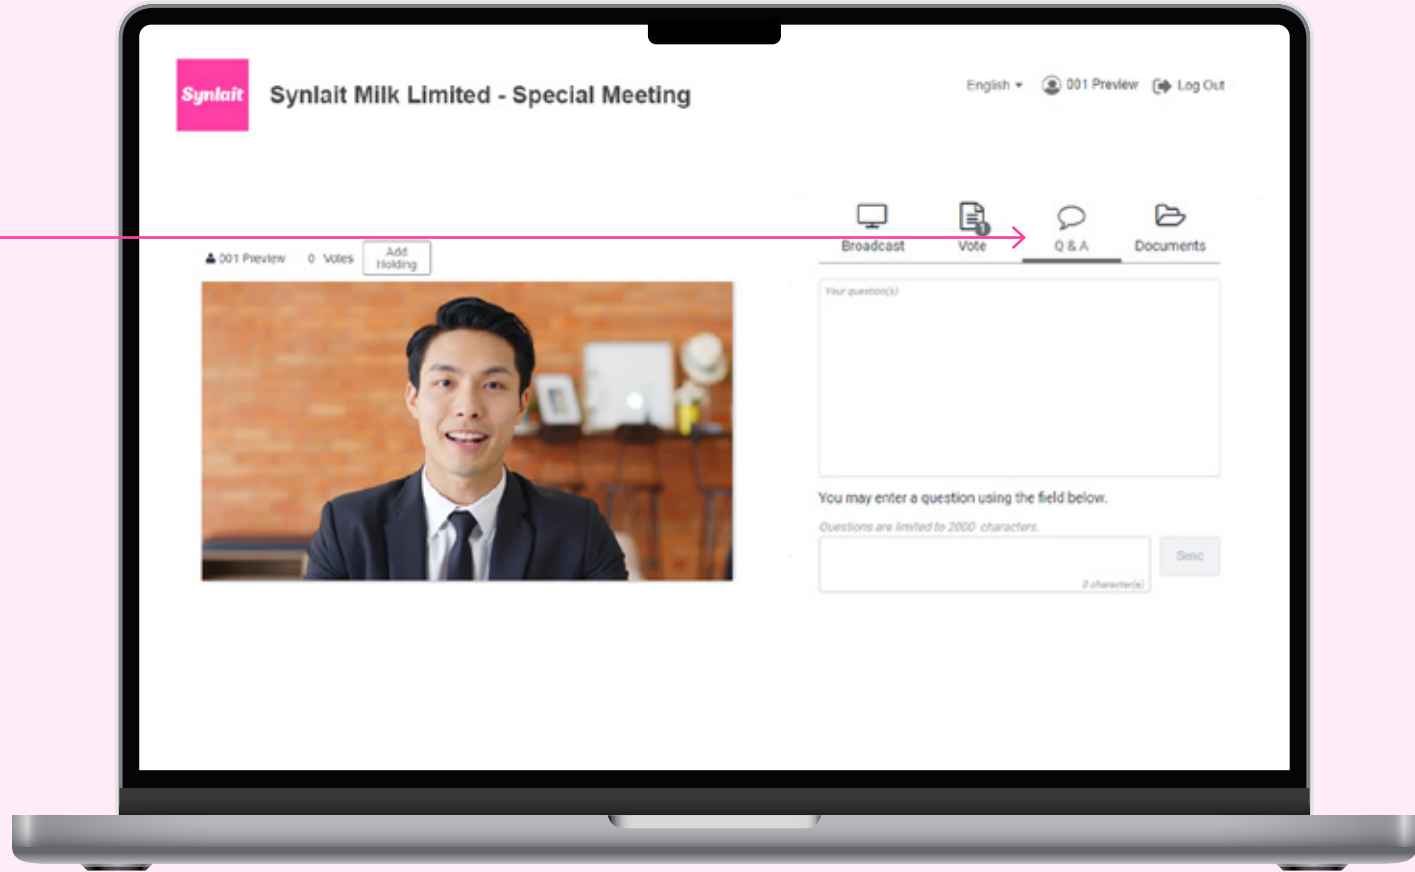 Synlait
Synlait Milk Limited - Special Meeting
English
001 Preview
Log Out
Broadcast
Vote
1
Q & A
Documents
001 Preview
0 Votes
Add
Holding
Your question(s)
You may enter a question using the field below.
Questions are limited to 2000 characters.
Send
0 character(s)